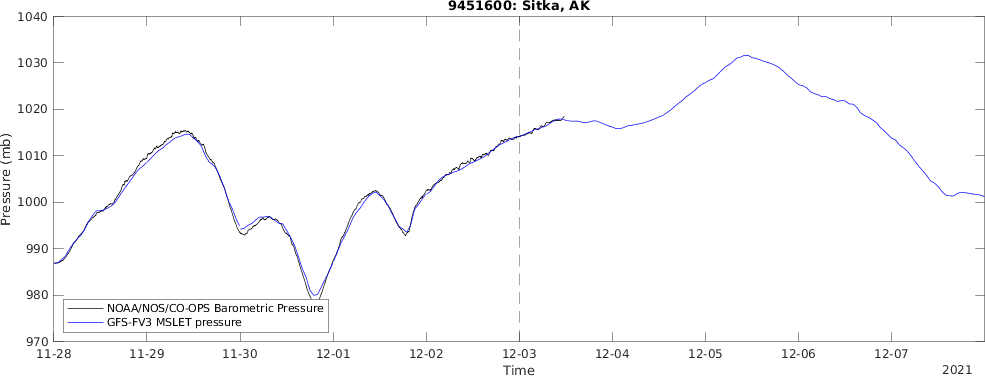 9451600: Sitka, AK
1040
1030
1020
1010
1000
990
980
970
Pressure (mb)
NOAA/NOS/CO-OPS Barometric Pressure
GFS-FV3 MSLET pressure
11-28 11-29 11-30 12-01 12-02 12-03 12-04 12-05 12-06 12-07
Time
2021